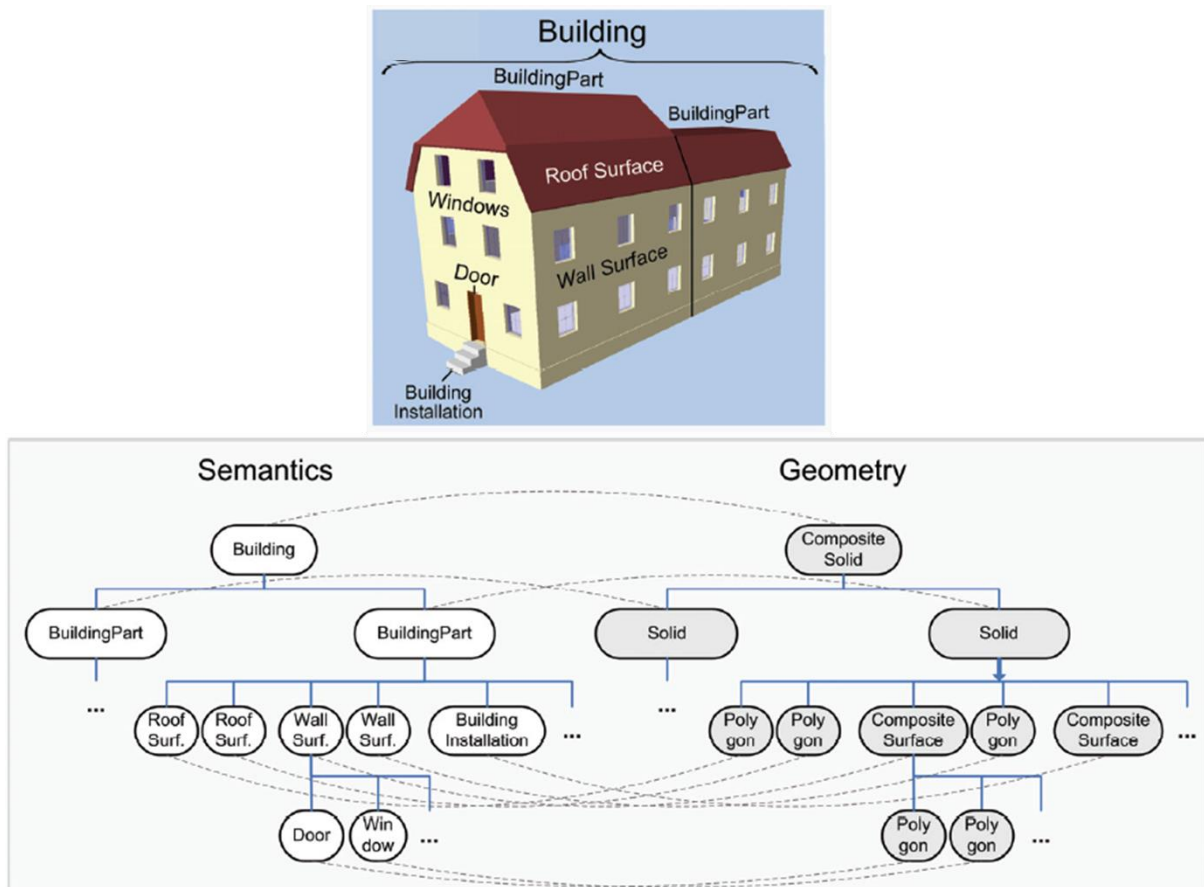 Building
BuildingPart
BuildingPart
Roof Surface
Windows
Wall Surface
Door
Building
Installation
Semantics
Geometry
Building
Composite
Solid
BuildingPart
BuildingPart
Solid
Solid
...
...
Roof
Surf.
Roof
Surf.
Wall
Surf.
Wall
Surf.
Building
Installation
...
Poly
gon
Poly
gon
Composite
Surface
Poly
gon
Composite
Surface
...
Door
Win
dow
...
Poly
gon
Poly
gon
...